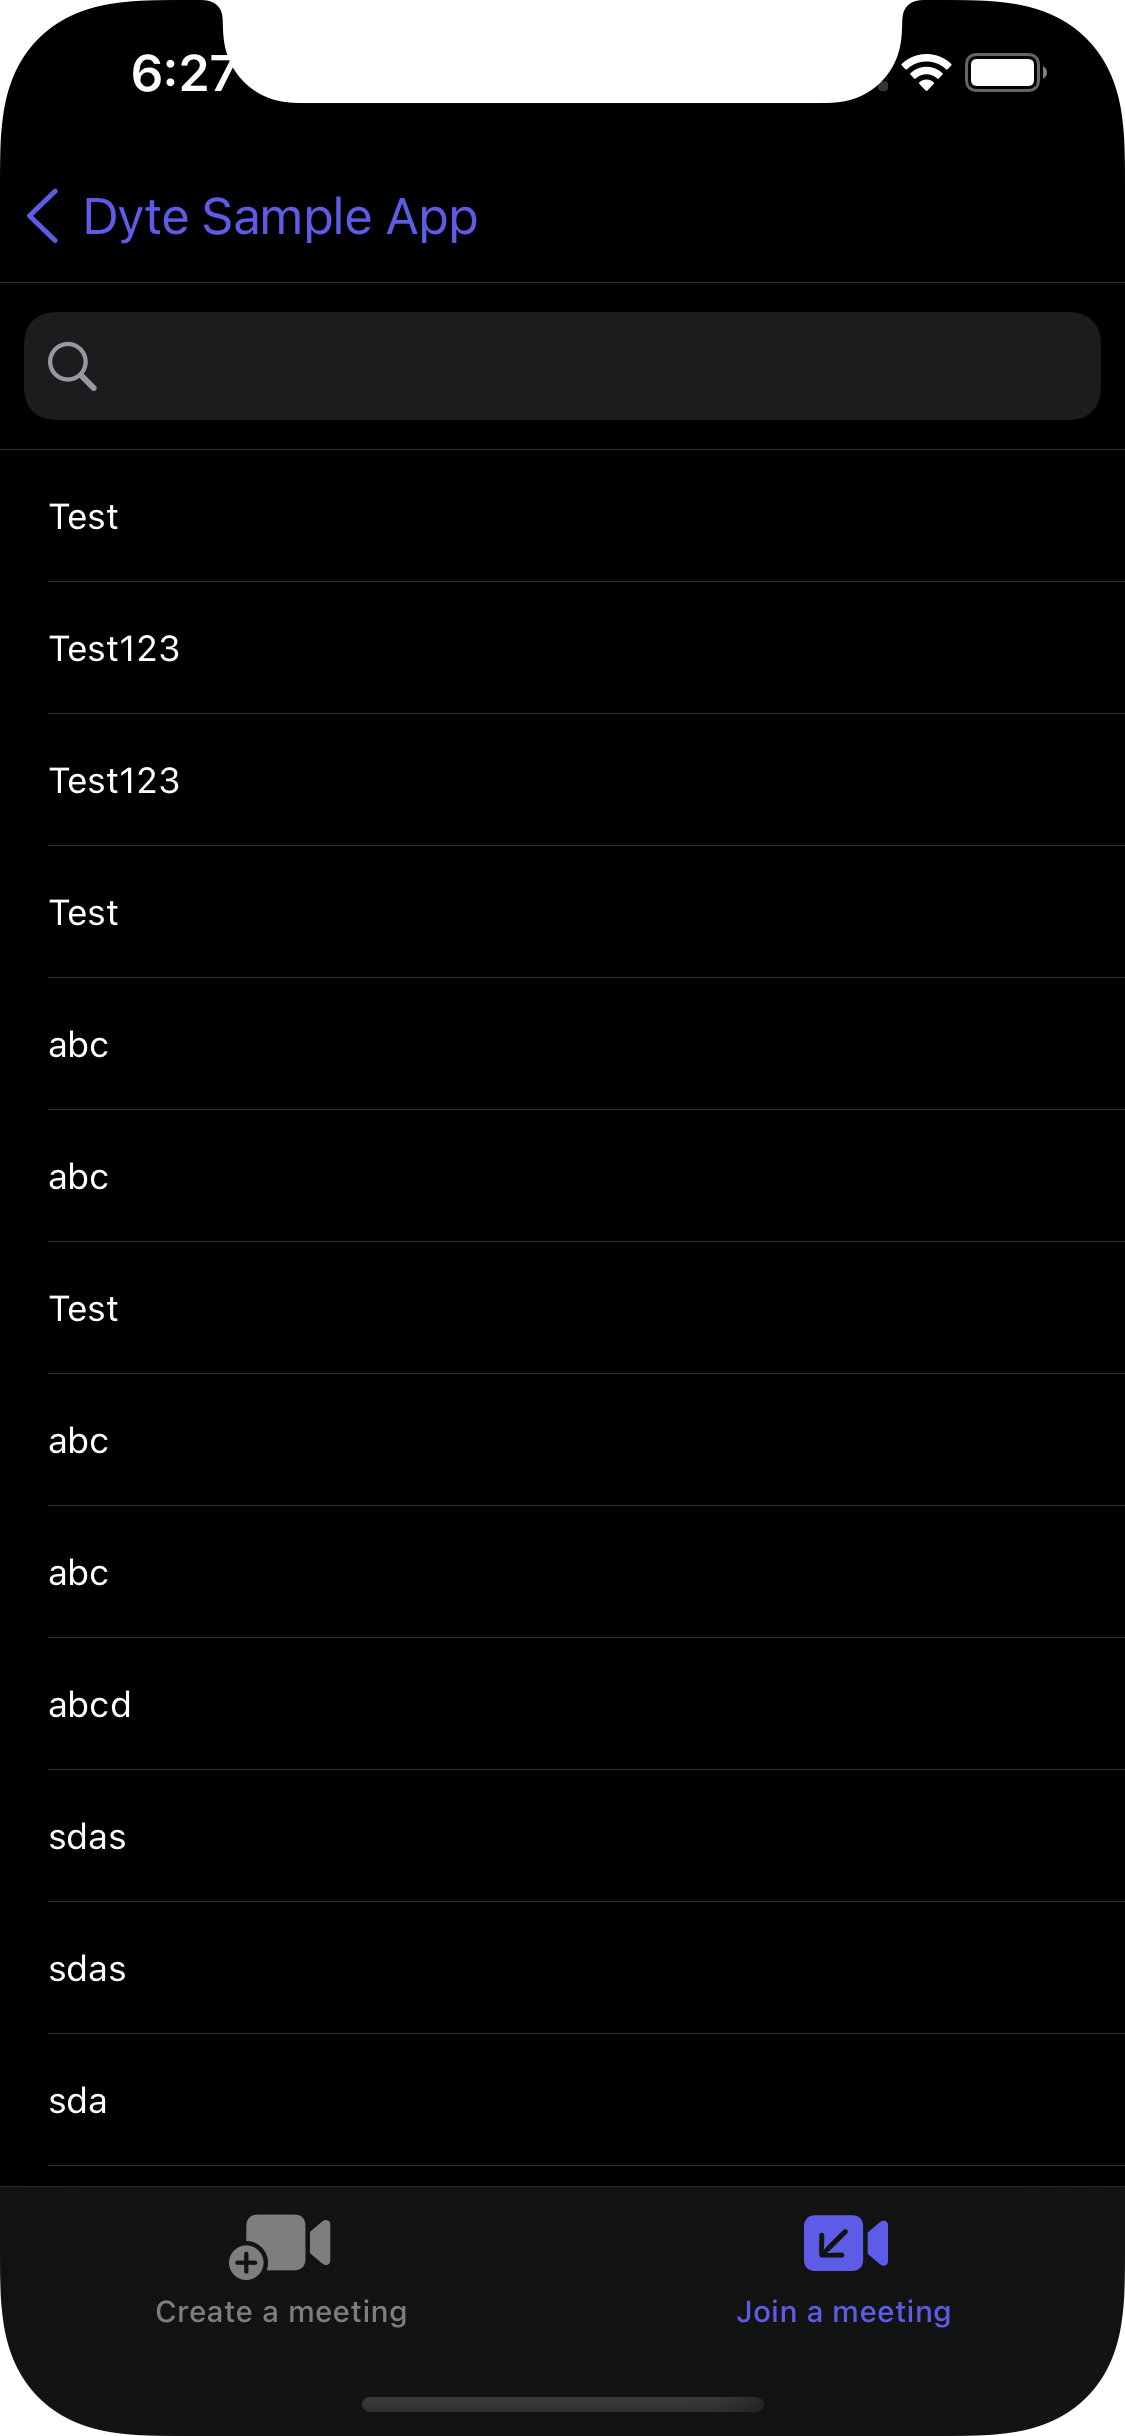 6:27
Dyte Sample App
Test
Test123
Test123
Test
abc
abc
Test
abc
abc
abcd
sdas
sdas
sda
Create a meeting
Join a meeting